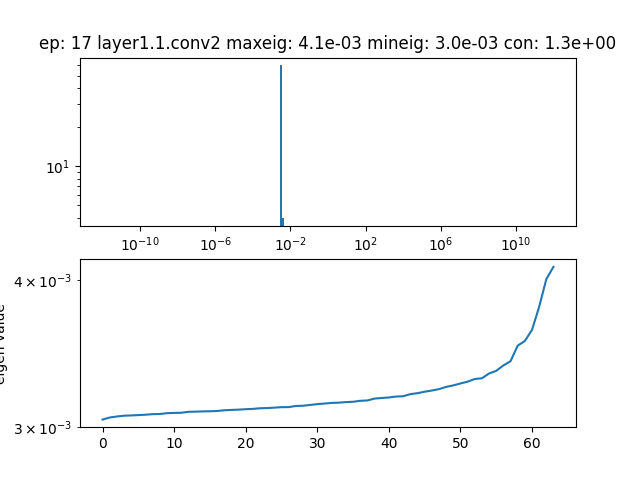 ep: 17 layer1.1.conv2 maxeig: 4.1e-03 mineig: 3.0e-03 con: 1.3e+00
10¹
10⁻¹⁰ 10⁻⁶ 10⁻² 10² 10⁶ 10¹⁰
4 × 10⁻³
eigen value
3 × 10⁻³
0 10 20 30 40 50 60